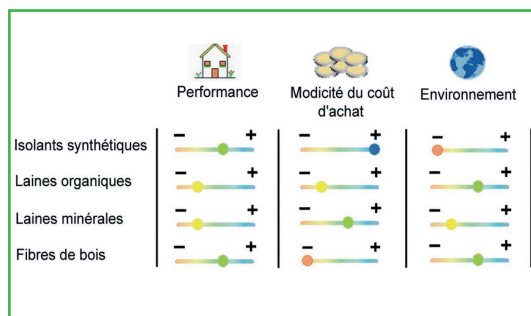 Performance
Modicité du coût
d'achat
Environnement
Isolants synthétiques - + - + - +
Laines organiques - + - + - +
Laines minérales - + - + - +
Fibres de bois - + - + - +